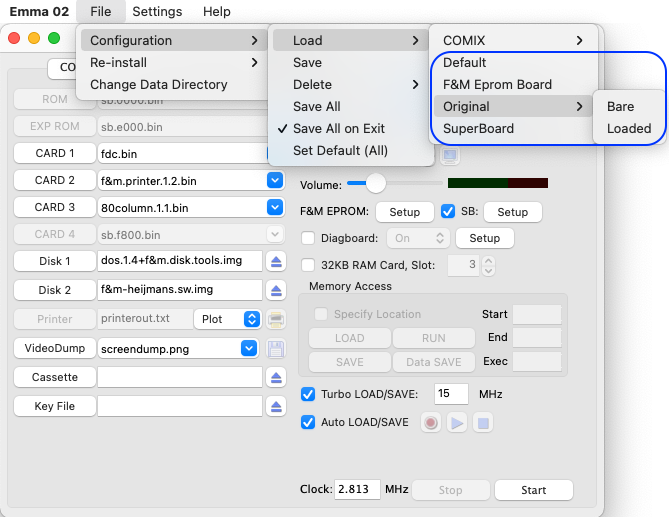 Emma 02 File Settings Help
Configuration
Re-install
Change Data Directory
Load
Save
Delete
Save All
Save All on Exit
Set Default (All)
COMIX
Default
F&M Eprom Board
Original
SuperBoard
Bare
Loaded
CO
ROM sb.0000.bin
EXP ROM sb.e000.bin
CARD 1 fdc.bin
CARD 2 f&m.printer.1.2.bin
CARD 3 80column.1.1.bin
CARD 4 sb.f800.bin
Disk 1 dos.1.4+f&m.disk.tools.img
Disk 2 f&m-heijmans.sw.img
Printer printerout.txt Plot
VideoDump screendump.png
Cassette
Key File
Volume:
F&M EPROM: Setup SB: Setup
Diagboard: On Setup
32KB RAM Card, Slot: 3
Memory Access
Specify Location Start
LOAD RUN End
SAVE Data SAVE Exec
Turbo LOAD/SAVE: 15 MHz
Auto LOAD/SAVE
Clock: 2.813 MHz Stop Start